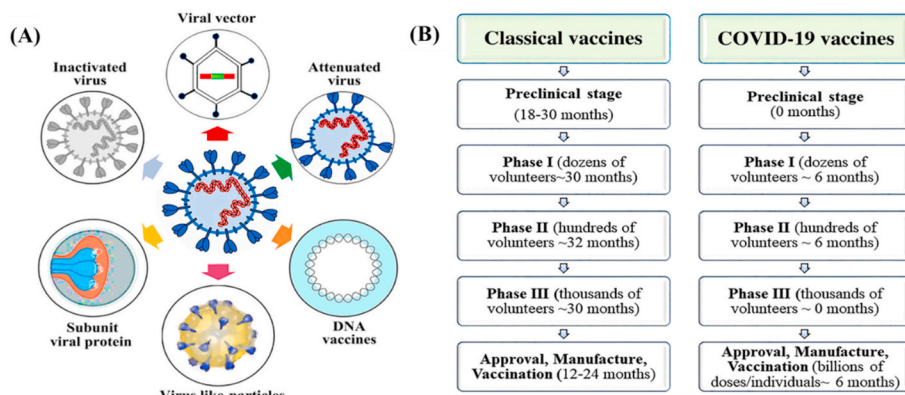 (A)
Viral vector
Inactivated
virus
Attenuated
virus
Subunit
viral protein
DNA
vaccines
Virus like particles
(B)
Classical vaccines
Preclinical stage
(18-30 months)
Phase I (dozens of
volunteers~30 months)
Phase II (hundreds of
volunteers ~32 months)
Phase III (thousands of
volunteers ~30 months)
Approval, Manufacture,
Vaccination (12-24 months)
COVID-19 vaccines
Preclinical stage
(0 months)
Phase I (dozens of
volunteers ~ 6 months)
Phase II (hundreds of
volunteers ~ 6 months)
Phase III (thousands of
volunteers ~ 0 months)
Approval, Manufacture,
Vaccination (billions of
doses/individuals~ 6 months)